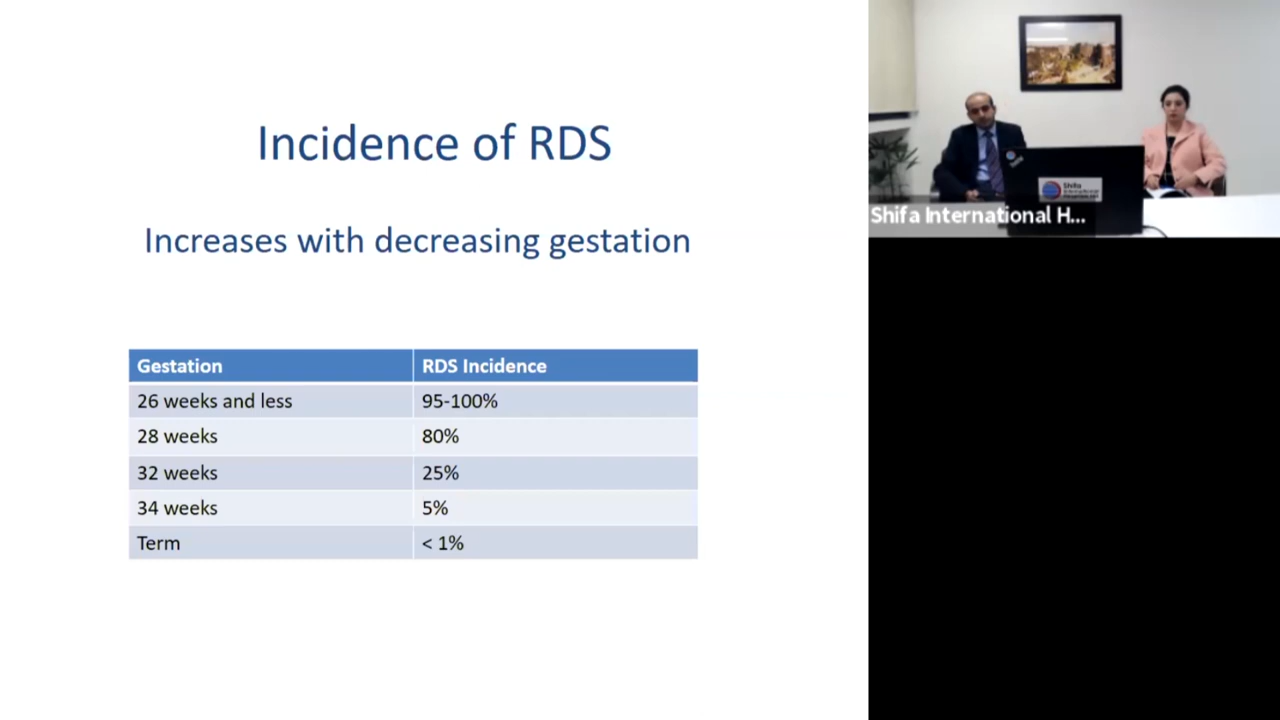 Incidence of RDS
Increases with decreasing gestation
Gestation RDS Incidence
26 weeks and less 95-100%
28 weeks 80%
32 weeks 25%
34 weeks 5%
Term < 1%
Shifa
Shifa International H...